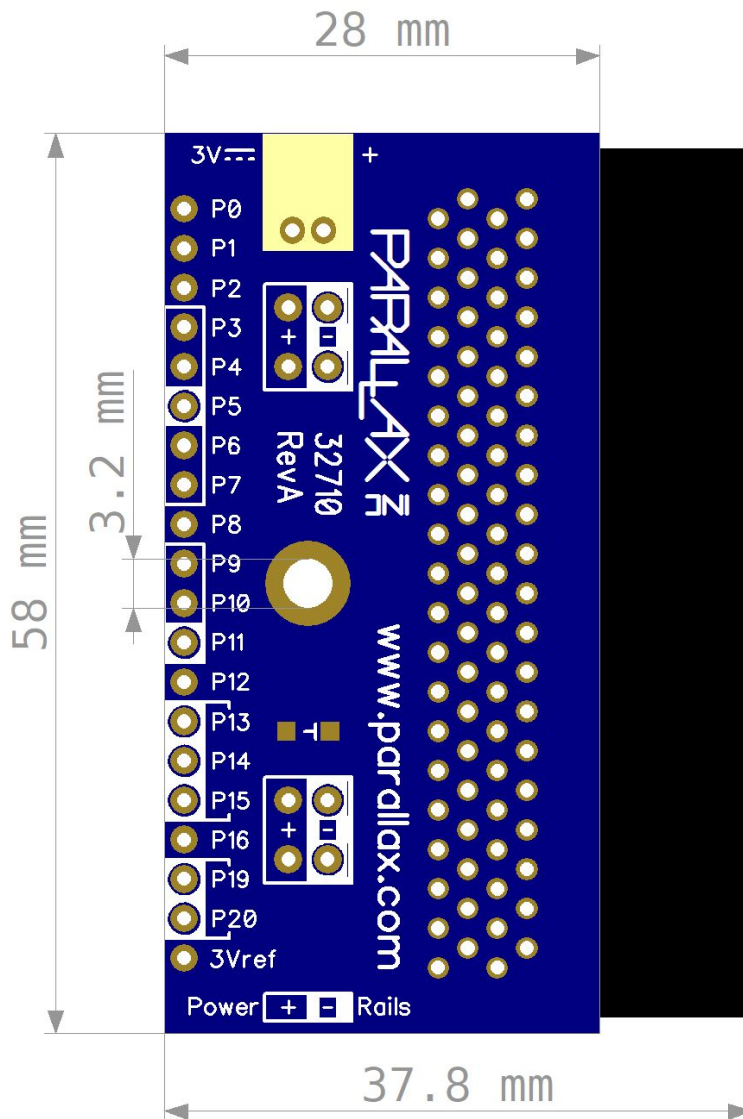 28 mm
3V
+
P0
P1
P2
P3
P4
P5
P6
P7
P8
P9
P10
P11
P12
P13
P14
P15
P16
P19
P20
3Vref
+ -
PARALLAX
32710
RevA
3.2 mm
58 mm
www.parallax.com
T
+ -
Power + - Rails
37.8 mm